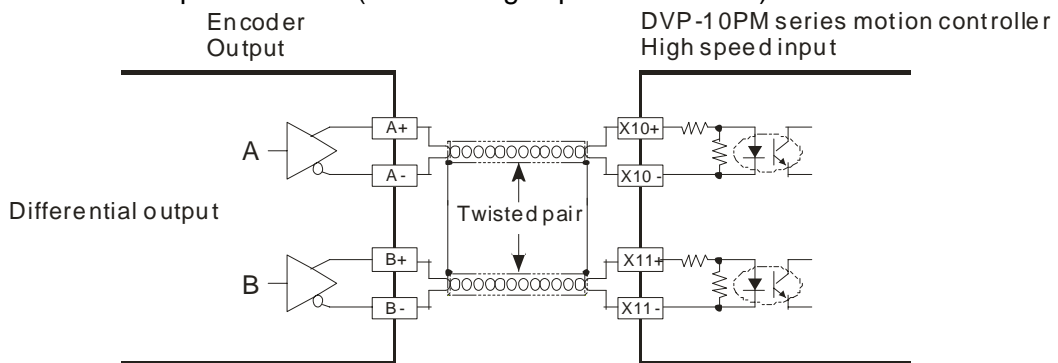 Encoder
Output
DVP-10PM series motion controller
High speed input
A
A+
A-
X10+
X10-
Differential output
Twisted pair
B
B+
B-
X11+
X11-